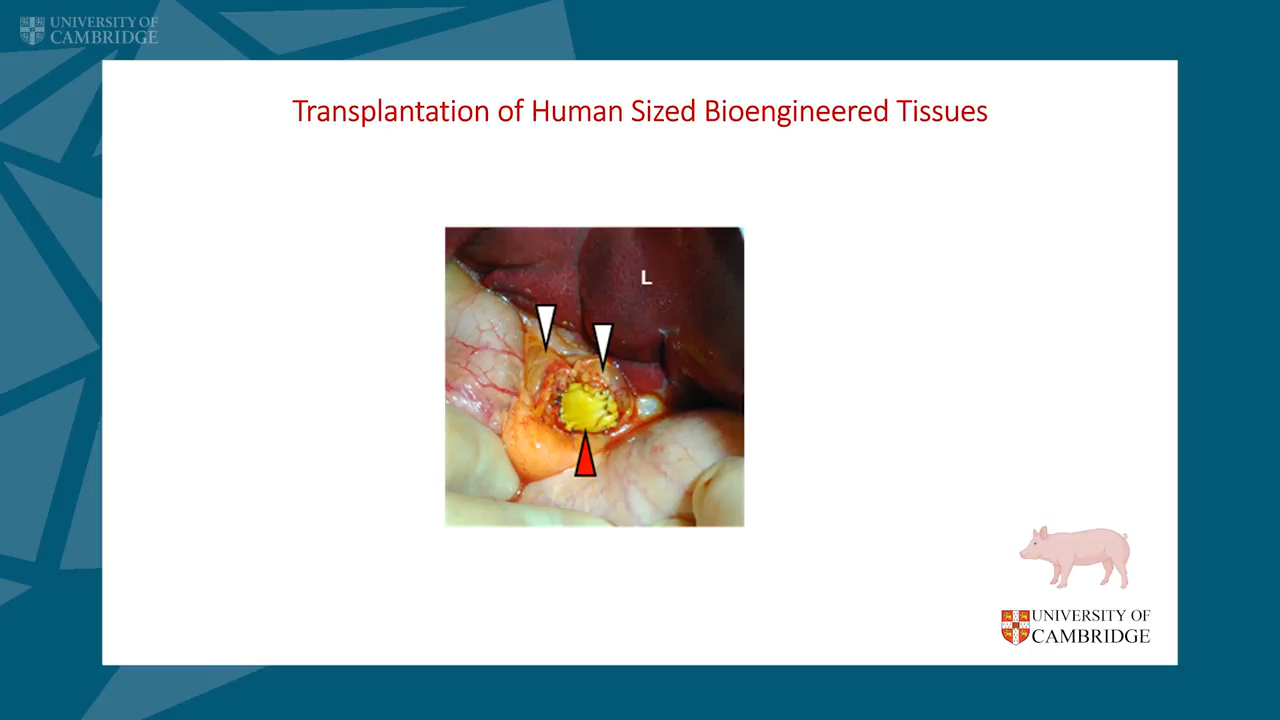 UNIVERSITY OF
CAMBRIDGE
Transplantation of Human Sized Bioengineered Tissues
L
UNIVERSITY OF
CAMBRIDGE